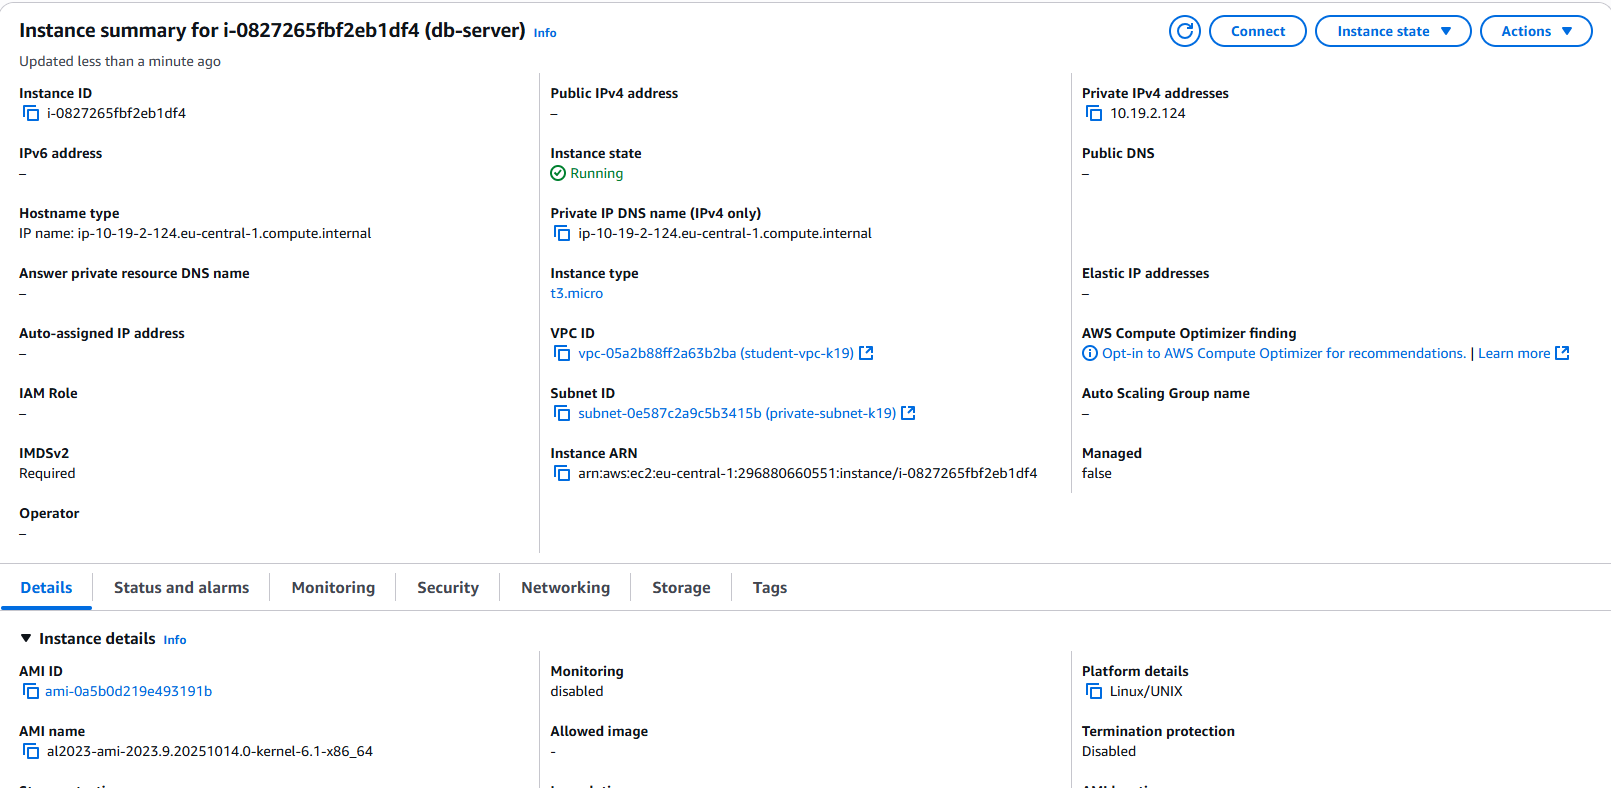 Instance summary for i-0827265fbf2eb1df4 (db-server) Info
Connect
Instance state
Actions
Updated less than a minute ago
Instance ID
i-0827265fbf2eb1df4
Public IPv4 address
–
Private IPv4 addresses
10.19.2.124
IPv6 address
–
Instance state
Running
Public DNS
–
Hostname type
IP name: ip-10-19-2-124.eu-central-1.compute.internal
Private IP DNS name (IPv4 only)
ip-10-19-2-124.eu-central-1.compute.internal
Answer private resource DNS name
–
Instance type
t3.micro
Elastic IP addresses
–
Auto-assigned IP address
–
VPC ID
vpc-05a2b88ff2a63b2ba (student-vpc-k19)
AWS Compute Optimizer finding
Opt-in to AWS Compute Optimizer for recommendations. | Learn more
IAM Role
–
Subnet ID
subnet-0e587c2a9c5b3415b (private-subnet-k19)
Auto Scaling Group name
–
IMDSv2
Required
Instance ARN
arn:aws:ec2:eu-central-1:296880660551:instance/i-0827265fbf2eb1df4
Managed
false
Operator
–
Details
Status and alarms
Monitoring
Security
Networking
Storage
Tags
Instance details Info
AMI ID
ami-0a5b0d219e493191b
Monitoring
disabled
Platform details
Linux/UNIX
AMI name
al2023-ami-2023.9.20251014.0-kernel-6.1-x86_64
Allowed image
-
Termination protection
Disabled